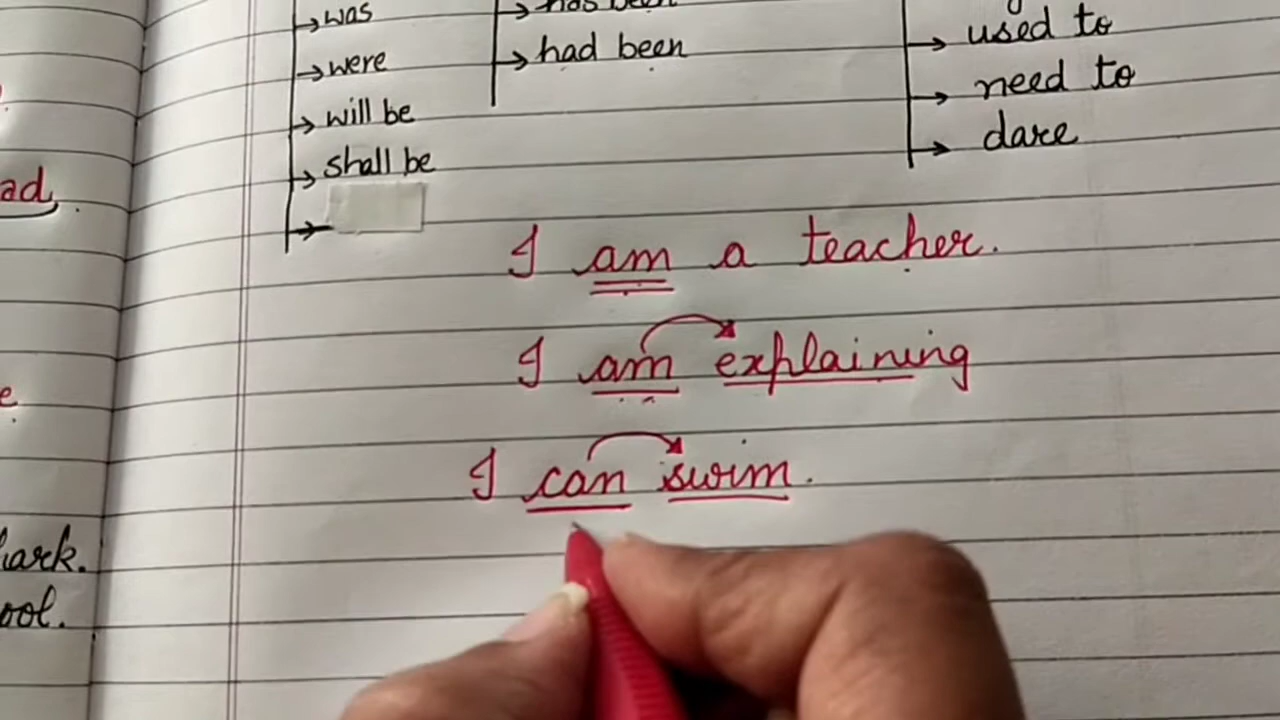 → was
→ were
→ will be
→ shall be
→
→ has been
→ had been
→ used to
→ need to
→ dare
ad
I am a teacher.
I am explaining
I can swim.
e
hark.
ool.